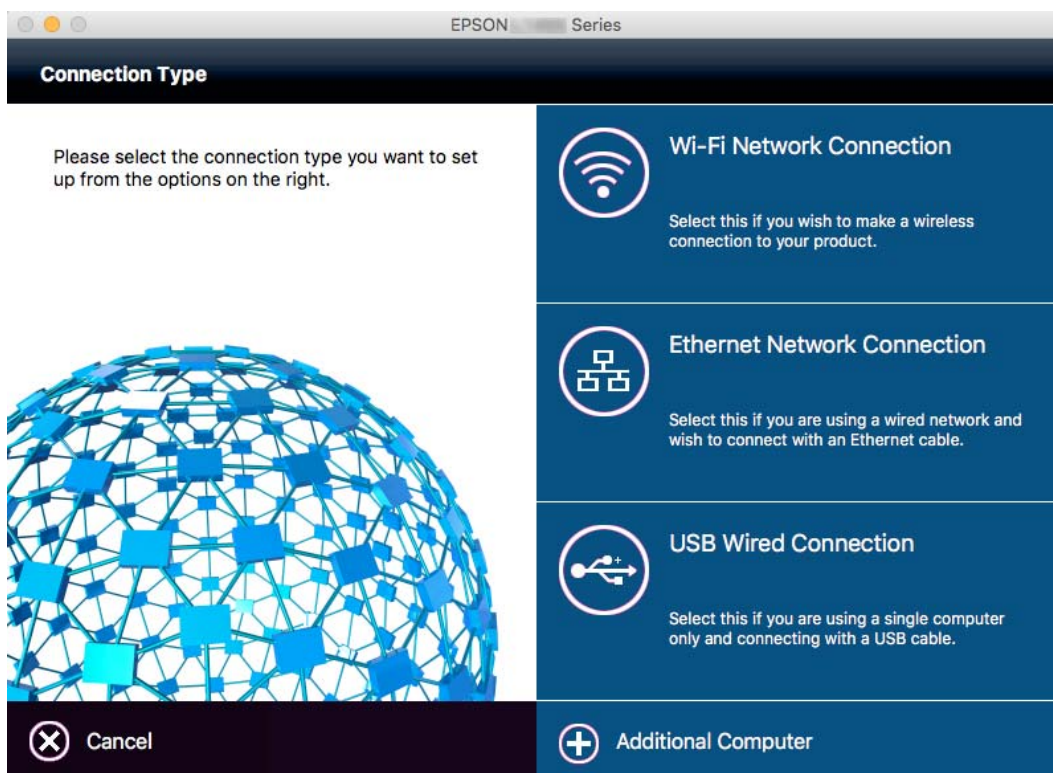 EPSON Series
Connection Type
Please select the connection type you want to set
up from the options on the right.
Wi-Fi Network Connection
Select this if you wish to make a wireless
connection to your product.
Ethernet Network Connection
Select this if you are using a wired network and
wish to connect with an Ethernet cable.
USB Wired Connection
Select this if you are using a single computer
only and connecting with a USB cable.
Cancel
Additional Computer